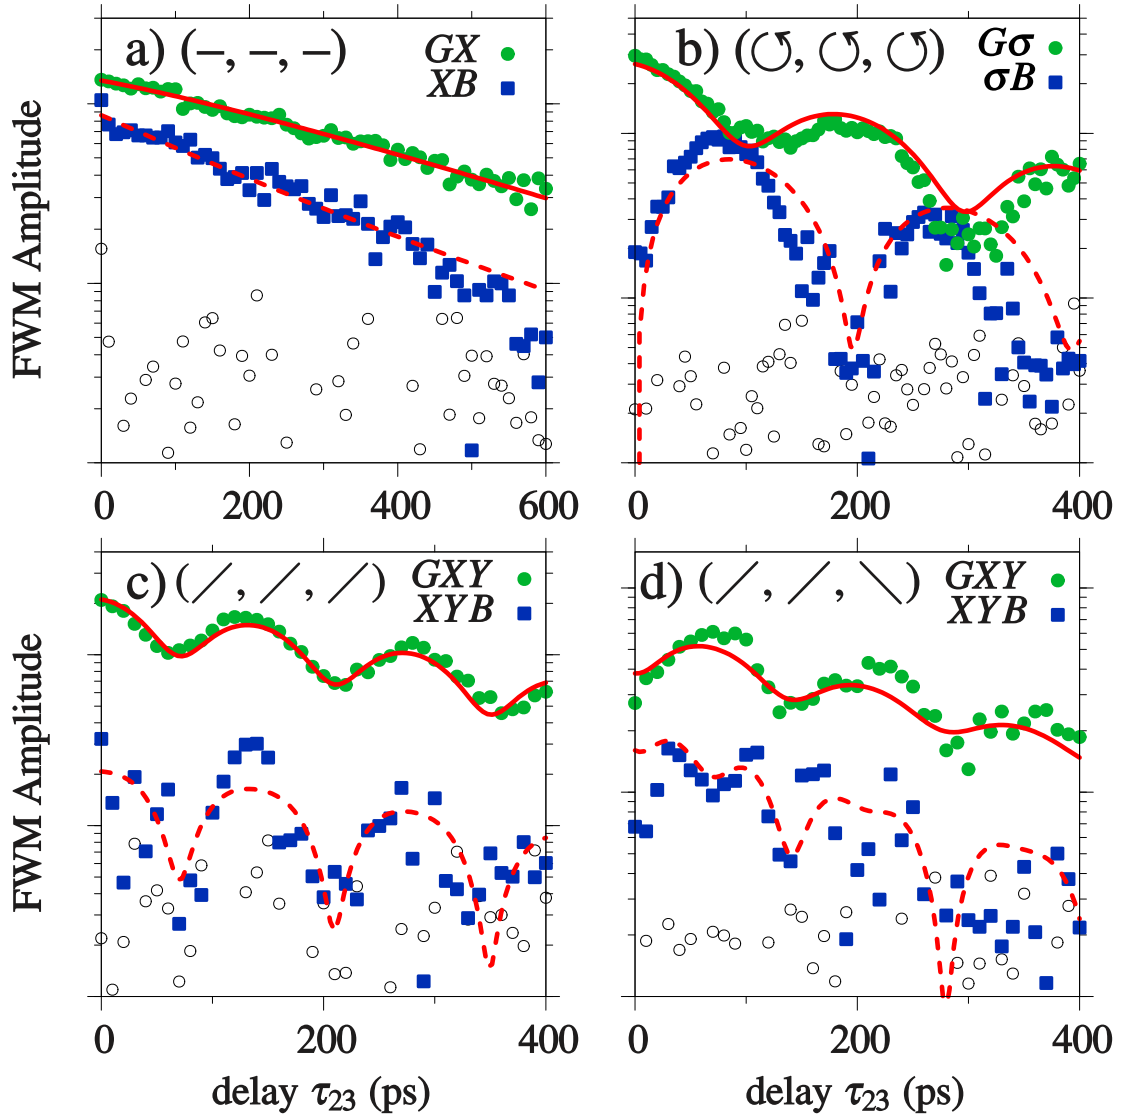 a) (–, –, –) GX
XB
b) (↺, ↺, ↺) Gσ
σB
FWM Amplitude
0 200 400 600
0 200 400
c) (╱, ╱, ╱) GXY
XYB
d) (╱, ╱, ╲) GXY
XYB
FWM Amplitude
0 200 400
0 200 400
delay τ₂₃ (ps)
delay τ₂₃ (ps)